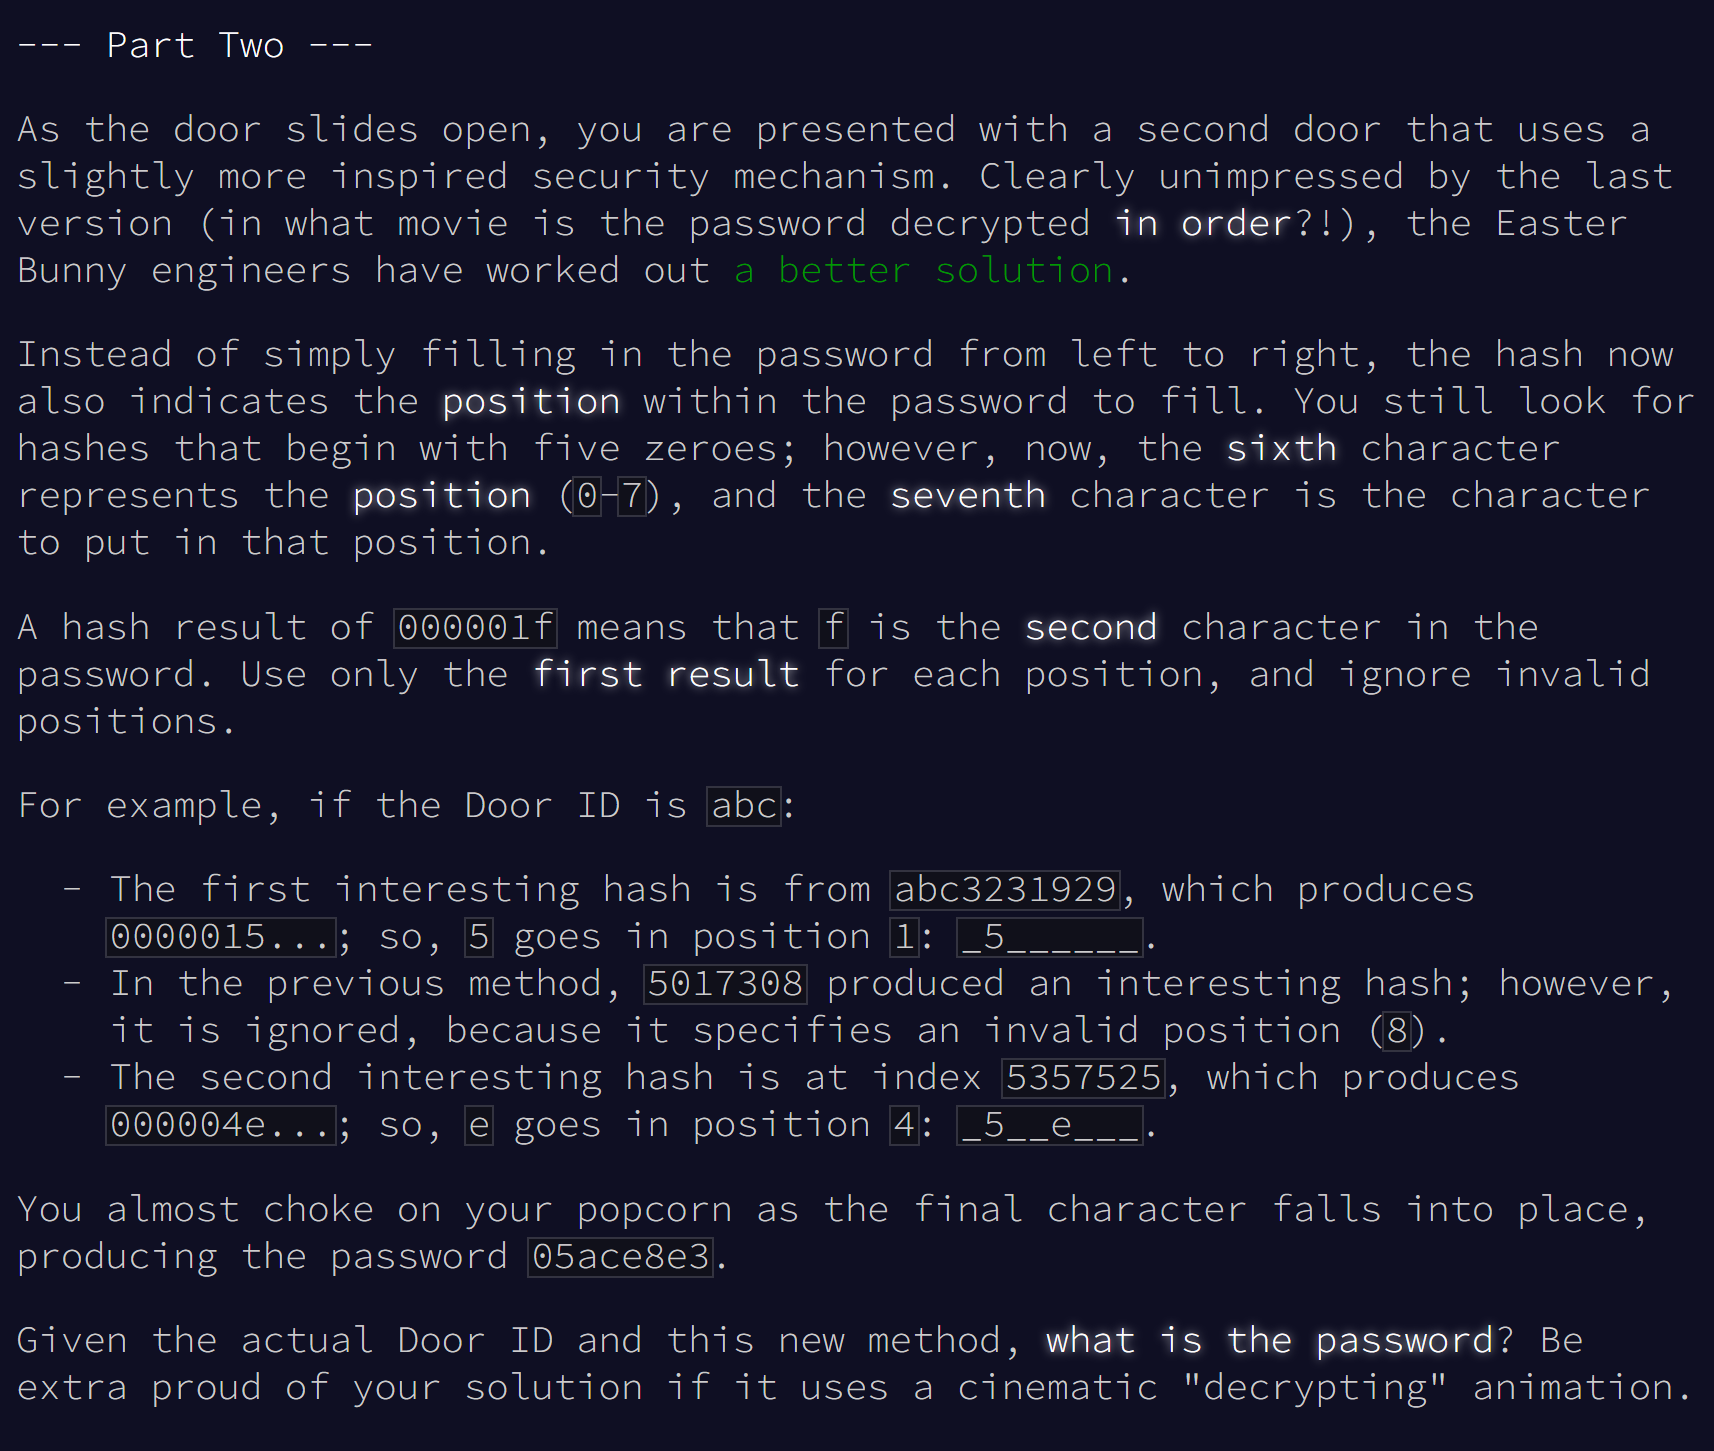 --- Part Two ---
As the door slides open, you are presented with a second door that uses a
slightly more inspired security mechanism. Clearly unimpressed by the last
version (in what movie is the password decrypted in order?!), the Easter
Bunny engineers have worked out a better solution.
Instead of simply filling in the password from left to right, the hash now
also indicates the position within the password to fill. You still look for
hashes that begin with five zeroes; however, now, the sixth character
represents the position (0-7), and the seventh character is the character
to put in that position.
A hash result of 000001f means that f is the second character in the
password. Use only the first result for each position, and ignore invalid
positions.
For example, if the Door ID is abc:
- The first interesting hash is from abc3231929, which produces
0000015...; so, 5 goes in position 1: _5______.
- In the previous method, 5017308 produced an interesting hash; however,
it is ignored, because it specifies an invalid position (8).
- The second interesting hash is at index 5357525, which produces
000004e...; so, e goes in position 4: _5__e___.
You almost choke on your popcorn as the final character falls into place,
producing the password 05ace8e3.
Given the actual Door ID and this new method, what is the password? Be
extra proud of your solution if it uses a cinematic "decrypting" animation.